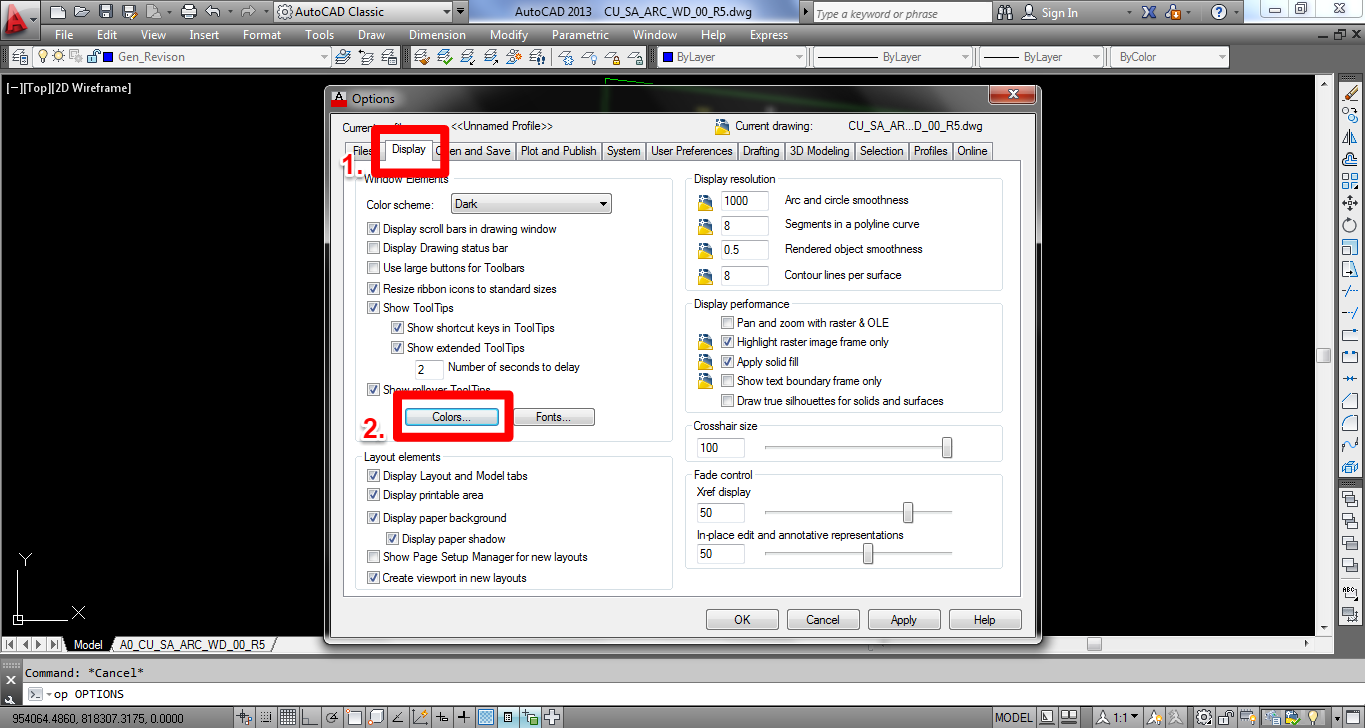 AutoCAD Classic
AutoCAD 2013 CU_SA_ARC_WD_00_R5.dwg
Type a keyword or phrase
Sign In
File Edit View Insert Format Tools Draw Dimension Modify Parametric Window Help Express
Gen_Revison
ByLayer
ByLayer
ByLayer
ByColor
[−][Top][2D Wireframe]
Options
<<Unnamed Profile>>
Current drawing: CU_SA_ARC...D_00_R5.dwg
1.
Files Display Open and Save Plot and Publish System User Preferences Drafting 3D Modeling Selection Profiles Online
Window Elements
Color scheme: Dark
Display scroll bars in drawing window
Display Drawing status bar
Use large buttons for Toolbars
Resize ribbon icons to standard sizes
Show ToolTips
Show shortcut keys in ToolTips
Show extended ToolTips
2 Number of seconds to delay
Show rollover ToolTips
2.
Colors... Fonts...
Layout elements
Display Layout and Model tabs
Display printable area
Display paper background
Display paper shadow
Show Page Setup Manager for new layouts
Create viewport in new layouts
Display resolution
1000 Arc and circle smoothness
8 Segments in a polyline curve
0.5 Rendered object smoothness
8 Contour lines per surface
Display performance
Pan and zoom with raster & OLE
Highlight raster image frame only
Apply solid fill
Show text boundary frame only
Draw true silhouettes for solids and surfaces
Crosshair size
100
Fade control
Xref display
50
In-place edit and annotative representations
50
OK Cancel Apply Help
Y
X
ABC
Model A0_CU_SA_ARC_WD_00_R5
Command: *Cancel*
op OPTIONS
954064.4860, 818307.3175, 0.0000
MODEL
1:1